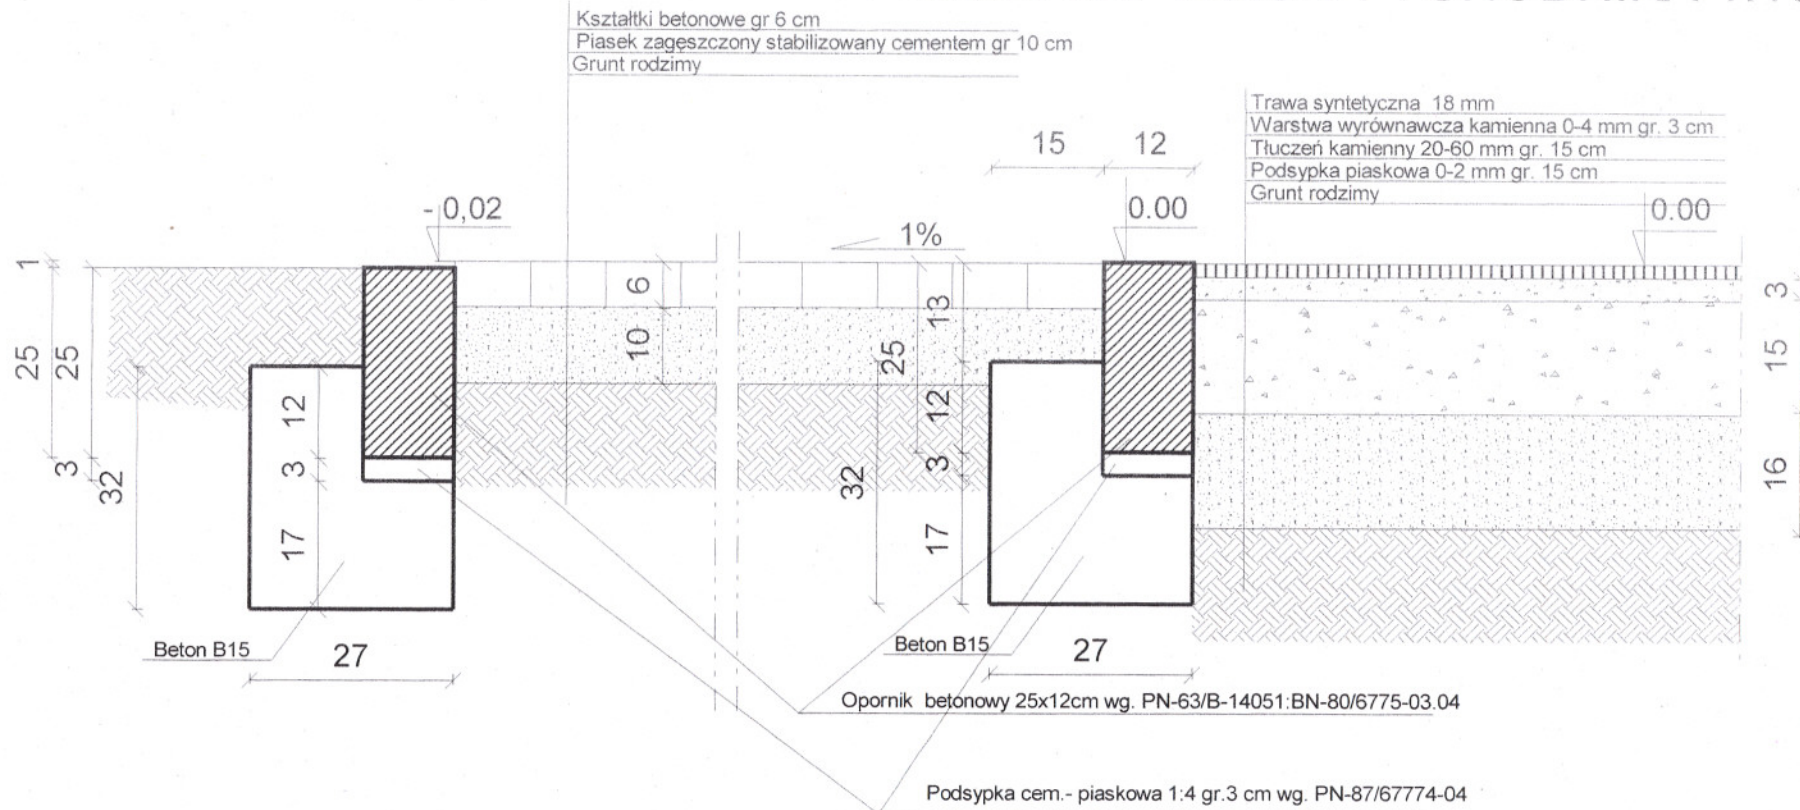 Kształtki betonowe gr 6 cm
Piasek zagęszczony stabilizowany cementem gr 10 cm
Grunt rodzimy
Trawa syntetyczna 18 mm
Warstwa wyrównawcza kamienna 0-4 mm gr. 3 cm
Tłuczeń kamienny 20-60 mm gr. 15 cm
Podsypka piaskowa 0-2 mm gr. 15 cm
Grunt rodzimy
15
12
- 0,02
0.00
0.00
1%
1
25
25
3
32
12
3
17
6
10
13
25
12
3
32
17
3
15
16
Beton B15
27
Beton B15
27
Opornik betonowy 25x12cm wg. PN-63/B-14051:BN-80/6775-03.04
Podsypka cem.- piaskowa 1:4 gr.3 cm wg. PN-87/67774-04